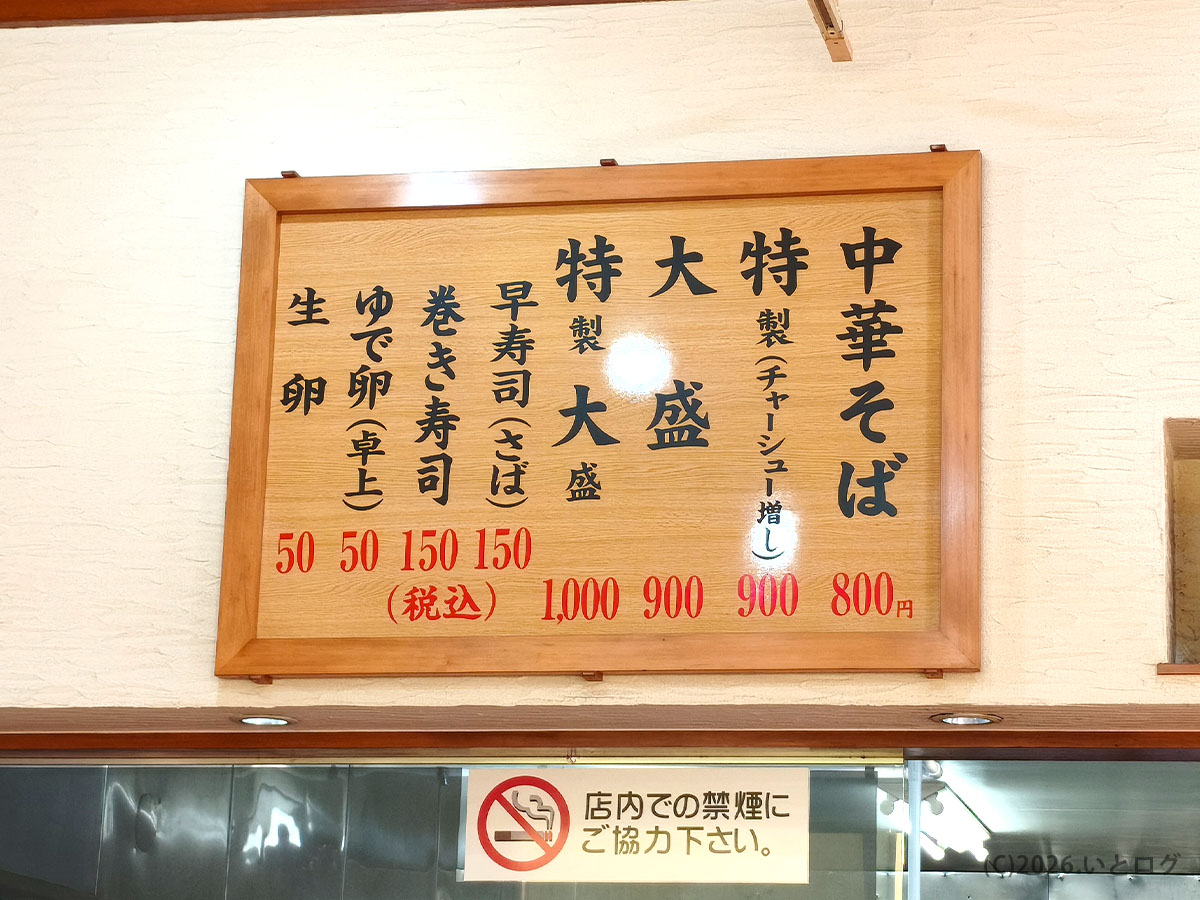 中華そば 800円
特製(チャーシュー増し) 900
大盛 900
特製大盛 1,000
早寿司(さば) 150
巻き寿司 150
ゆで卵(卓上) 50
生卵 50
(税込)
店内での禁煙に
ご協力下さい。
(C)2026.いとログ